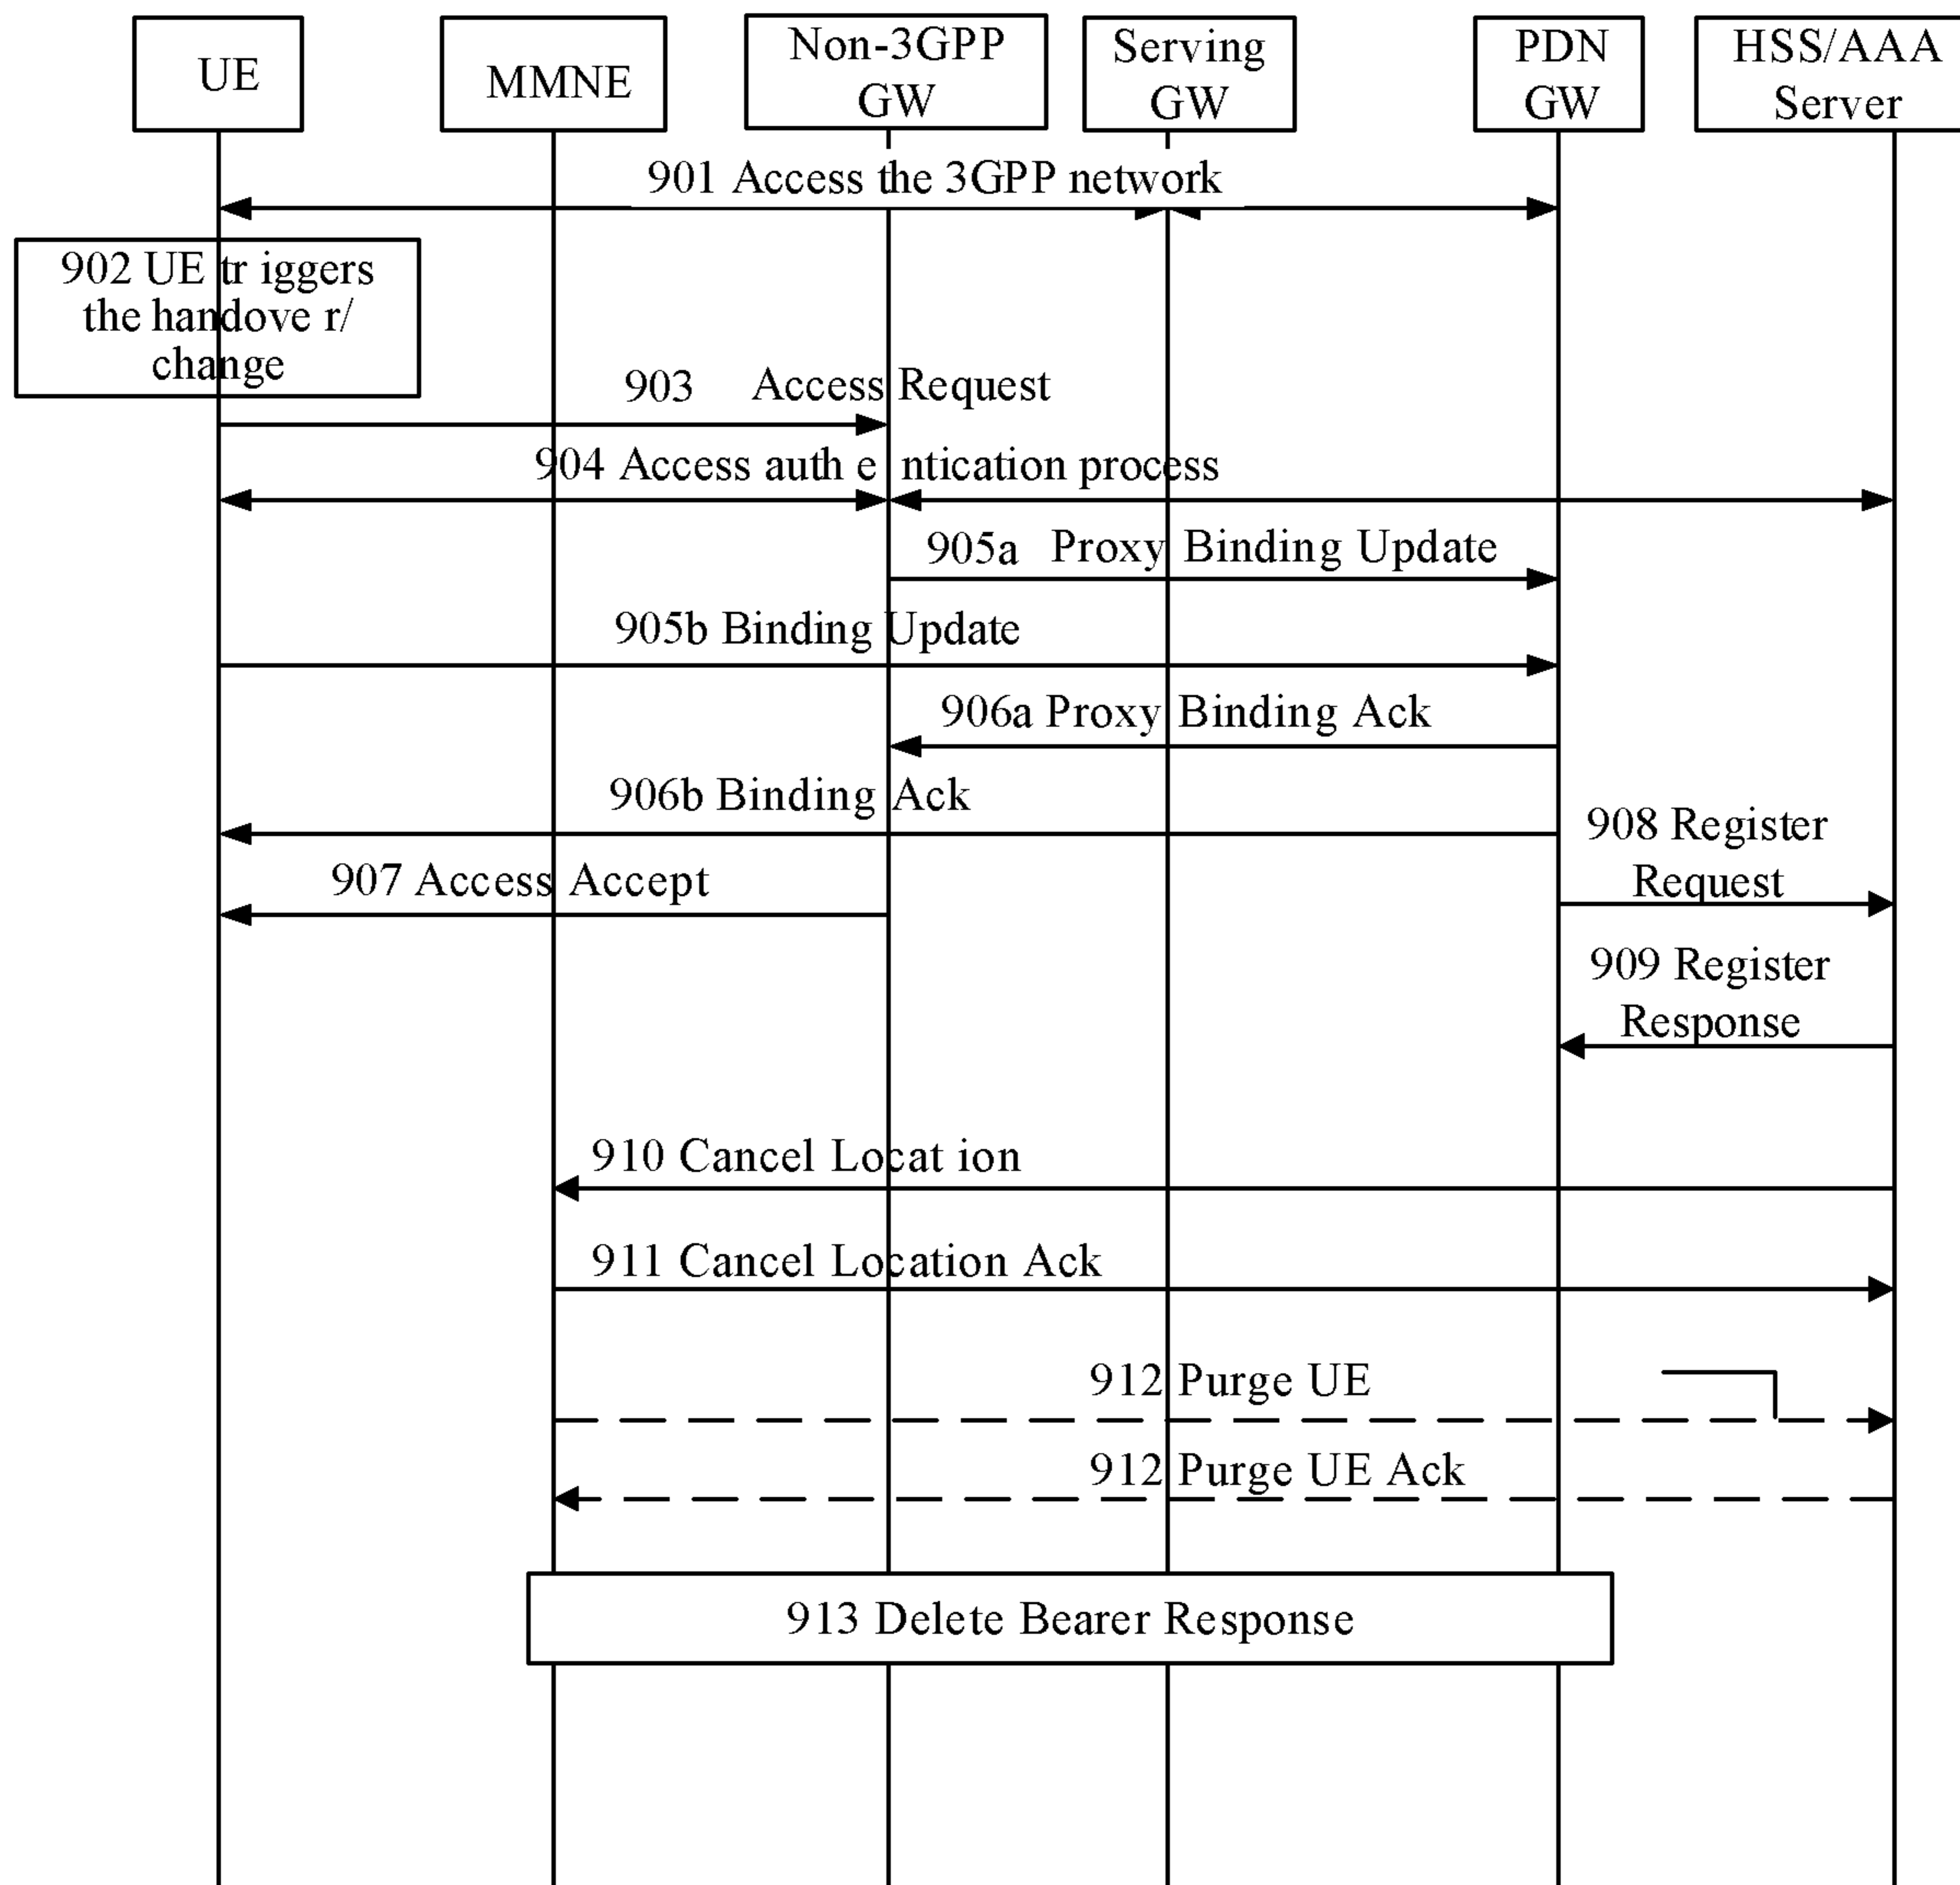 UE
MMNE
Non-3GPP
GW
Serving
GW
PDN
GW
HSS/AAA
Server
901 Access the 3GPP network
902 UE tr iggers
the handove r/
change
903 Access Request
904 Access auth e ntication process
905a Proxy Binding Update
905b Binding Update
906a Proxy Binding Ack
906b Binding Ack
908 Register
Request
907 Access Accept
909 Register
Response
910 Cancel Locat ion
911 Cancel Location Ack
912 Purge UE
912 Purge UE Ack
913 Delete Bearer Response